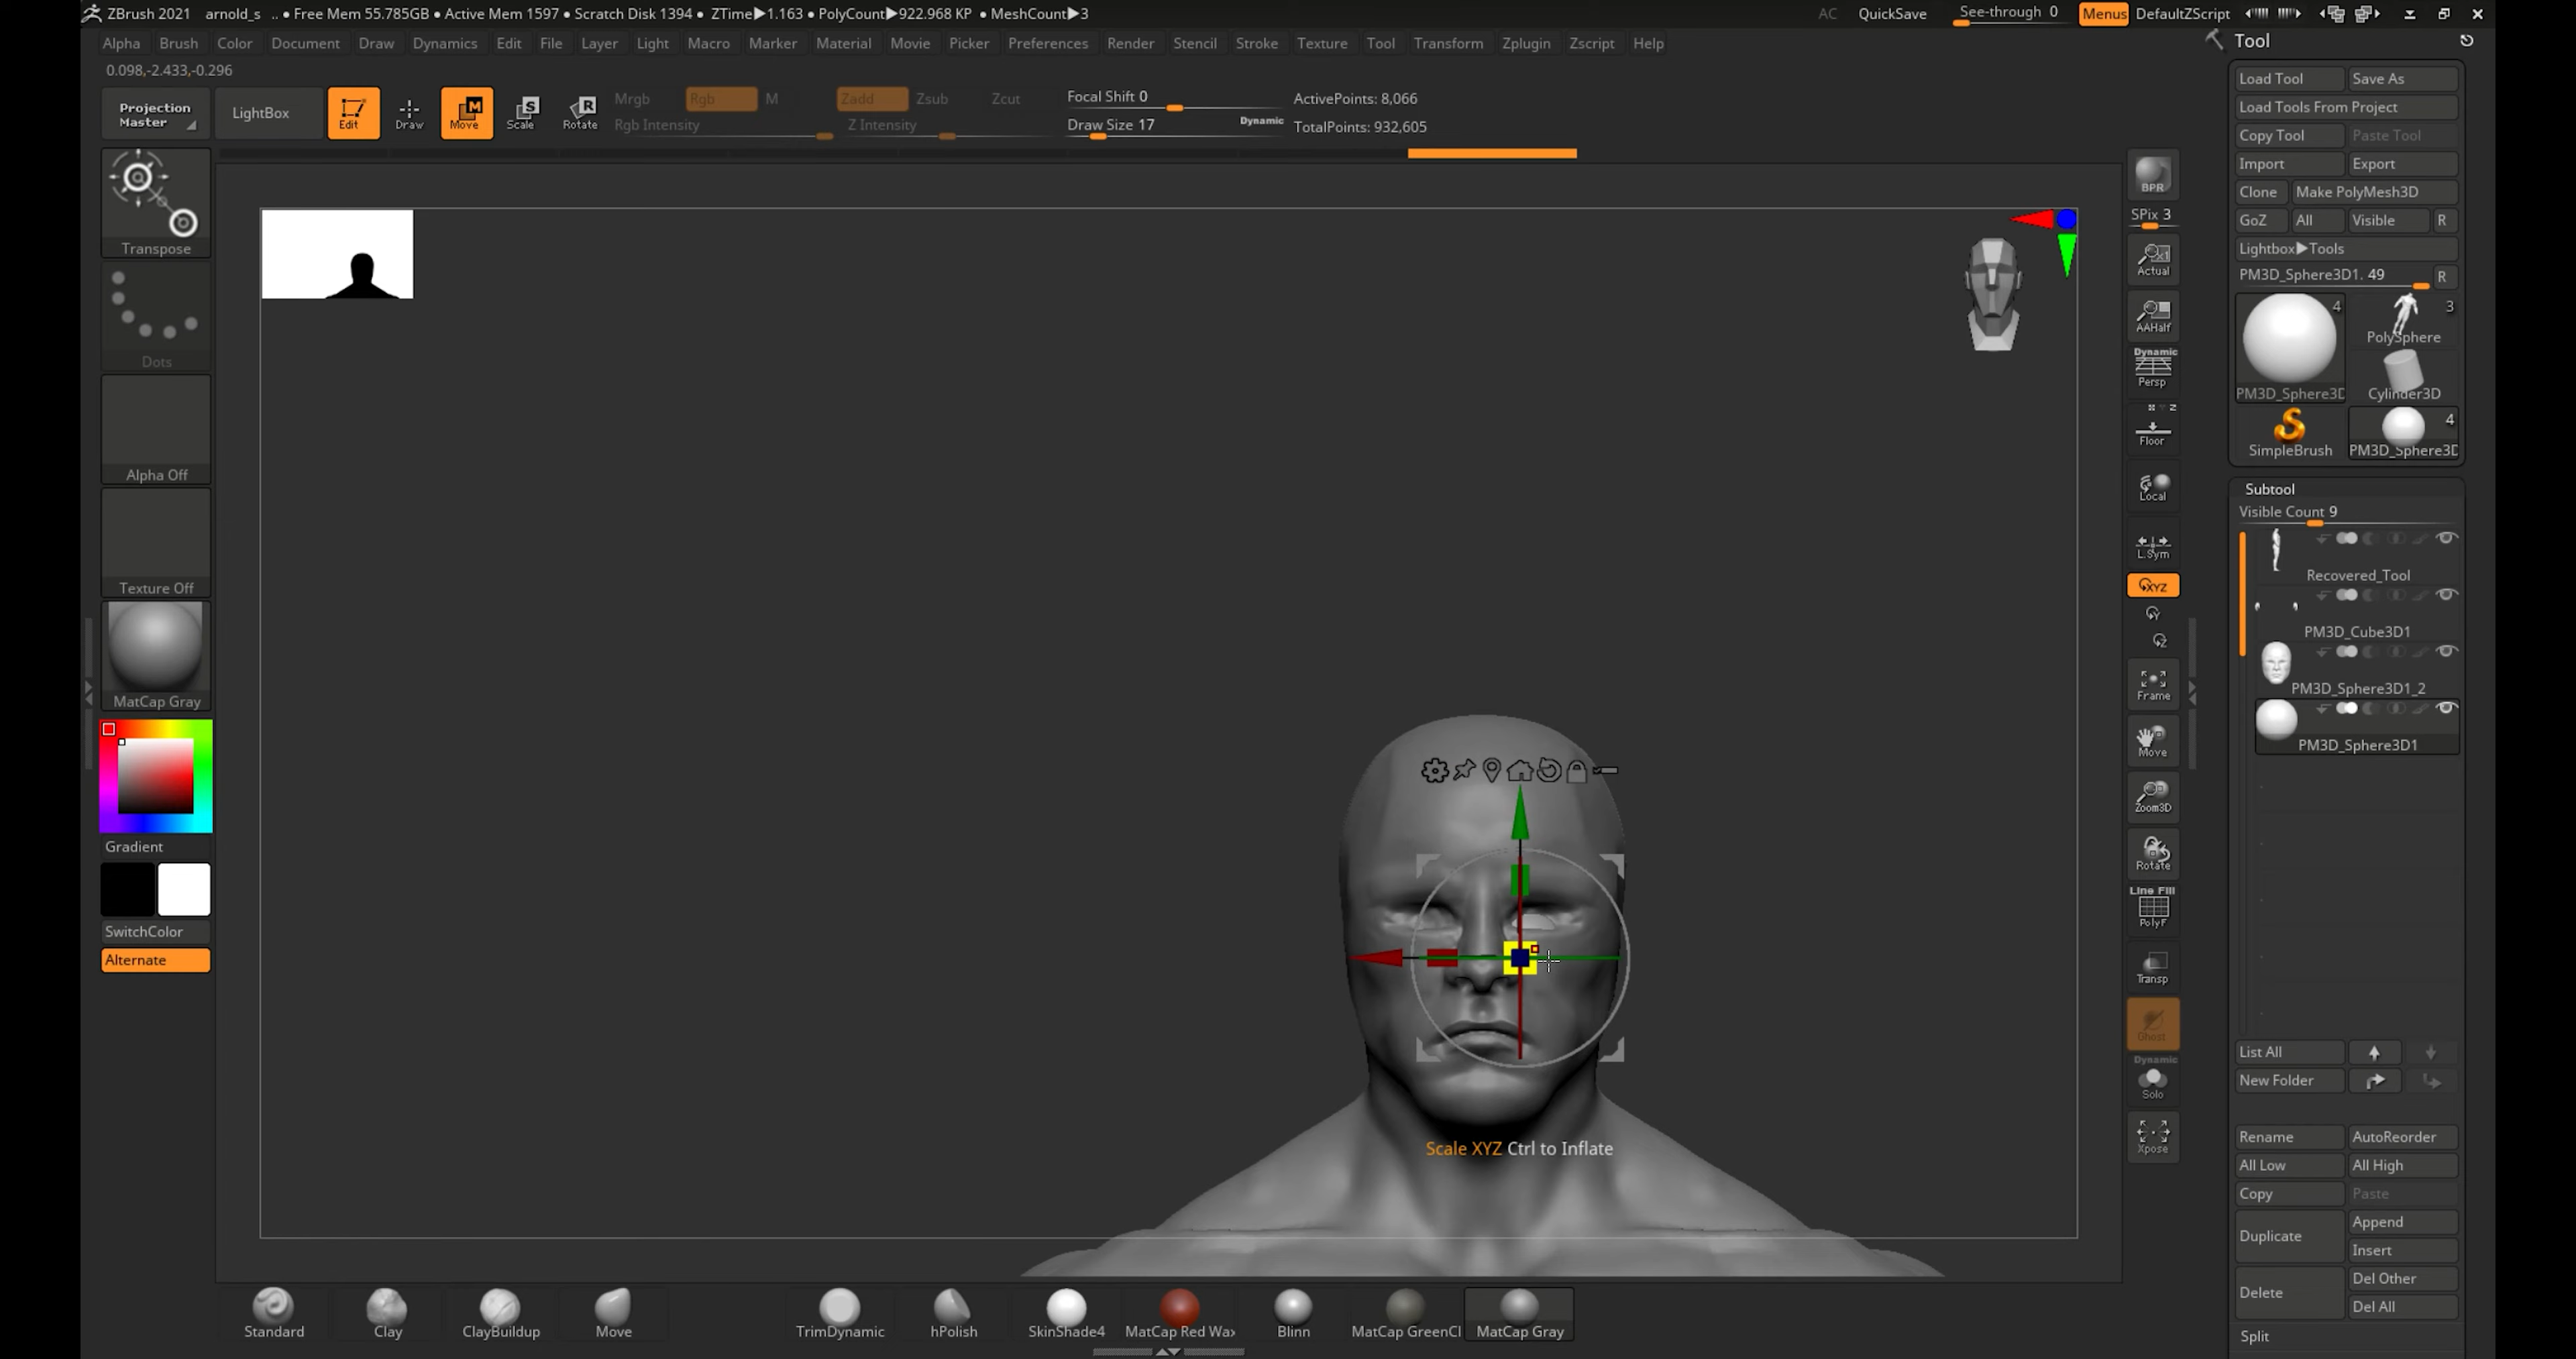 ZBrush 2021 arnold_s .. • Free Mem 55.785GB • Active Mem 1597 • Scratch Disk 1394 • ZTime▶1.163 • PolyCount▶922.968 KP • MeshCount▶3 AC QuickSave See-through 0 Menus DefaultZScript
Alpha Brush Color Document Draw Dynamics Edit File Layer Light Macro Marker Material Movie Picker Preferences Render Stencil Stroke Texture Tool Transform Zplugin Zscript Help
0.098,-2.433,-0.296
Projection Master
LightBox
Edit
Draw
Move
Scale
Rotate
Mrgb Rgb M
Rgb Intensity
Zadd Zsub Zcut
Z Intensity
Focal Shift 0
Draw Size 17
Dynamic
ActivePoints: 8,066
TotalPoints: 932,605
Transpose
Dots
Alpha Off
Texture Off
MatCap Gray
Gradient
SwitchColor
Alternate
Scale XYZ Ctrl to Inflate
Standard
Clay
ClayBuildup
Move
TrimDynamic
hPolish
SkinShade4
MatCap Red Wax
Blinn
MatCap GreenCl
MatCap Gray
BPR
SPix 3
Actual
AAHalf
Dynamic
Persp
X Y Z
Floor
Local
L.Sym
XYZ
Y
Z
Frame
Move
Zoom3D
Rotate
Line Fill
PolyF
Transp
Ghost
Dynamic
Solo
Xpose
Tool
Load Tool Save As
Load Tools From Project
Copy Tool Paste Tool
Import Export
Clone Make PolyMesh3D
GoZ All Visible R
Lightbox▶Tools
PM3D_Sphere3D1. 49 R
4
3
PolySphere
PM3D_Sphere3D
Cylinder3D
4
SimpleBrush
PM3D_Sphere3D
Subtool
Visible Count 9
Recovered_Tool
PM3D_Cube3D1
PM3D_Sphere3D1_2
PM3D_Sphere3D1
List All
New Folder
Rename AutoReorder
All Low All High
Copy Paste
Duplicate
Append
Insert
Delete
Del Other
Del All
Split